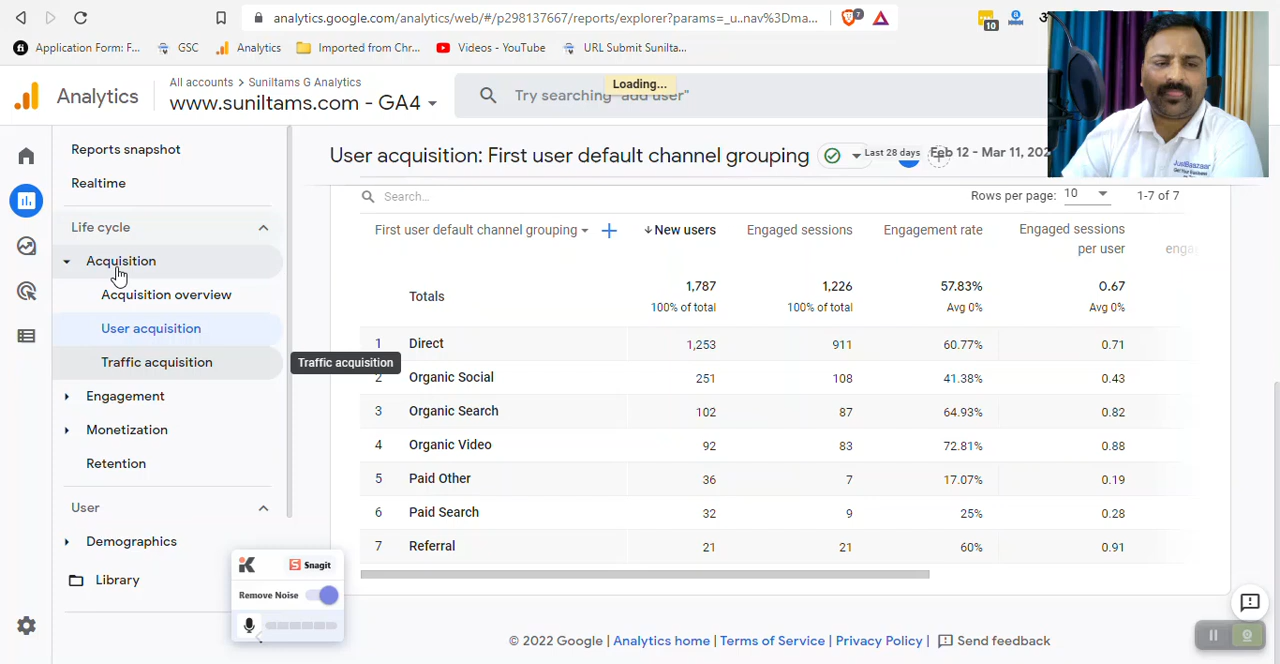 analytics.google.com/analytics/web/#/p298137667/reports/explorer?params=_u..nav%3Dma...
7
10
Application Form: F...
GSC
Analytics
Imported from Chr...
Videos - YouTube
URL Submit Sunilta...
Analytics
All accounts > Suniltams G Analytics
www.suniltams.com - GA4
Try searching "add user"
Loading...
JustBaazaar
Reports snapshot
Realtime
Life cycle
Acquisition
Acquisition overview
User acquisition
Traffic acquisition
Engagement
Monetization
Retention
User
Demographics
Library
Traffic acquisition
Snagit
Remove Noise
User acquisition: First user default channel grouping
Last 28 days
Feb 12 - Mar 11, 202
Search...
Rows per page: 10
1-7 of 7
First user default channel grouping
New users
Engaged sessions
Engagement rate
Engaged sessions per user
enga
Totals
1,787
1,226
57.83%
0.67
100% of total
100% of total
Avg 0%
Avg 0%
1 Direct 1,253 911 60.77% 0.71
2 Organic Social 251 108 41.38% 0.43
3 Organic Search 102 87 64.93% 0.82
4 Organic Video 92 83 72.81% 0.88
5 Paid Other 36 7 17.07% 0.19
6 Paid Search 32 9 25% 0.28
7 Referral 21 21 60% 0.91
© 2022 Google | Analytics home | Terms of Service | Privacy Policy | Send feedback